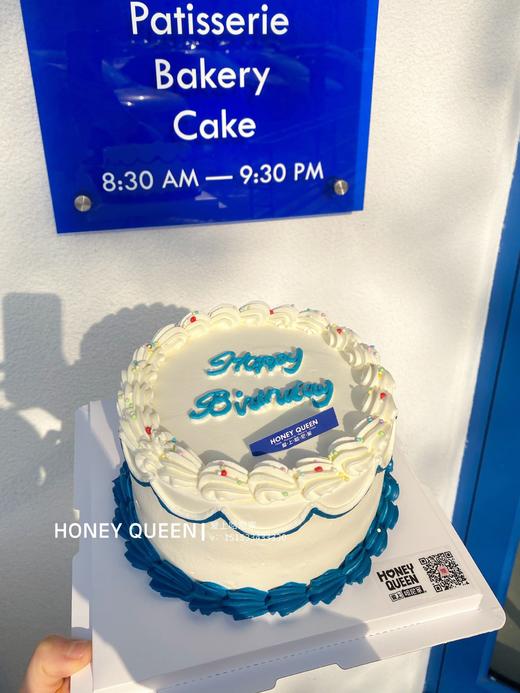 Patisserie
Bakery
Cake
8:30 AM — 9:30 PM
Happy
Birthday
HONEY QUEEN
HONEY QUEEN
HONEY
QUEEN